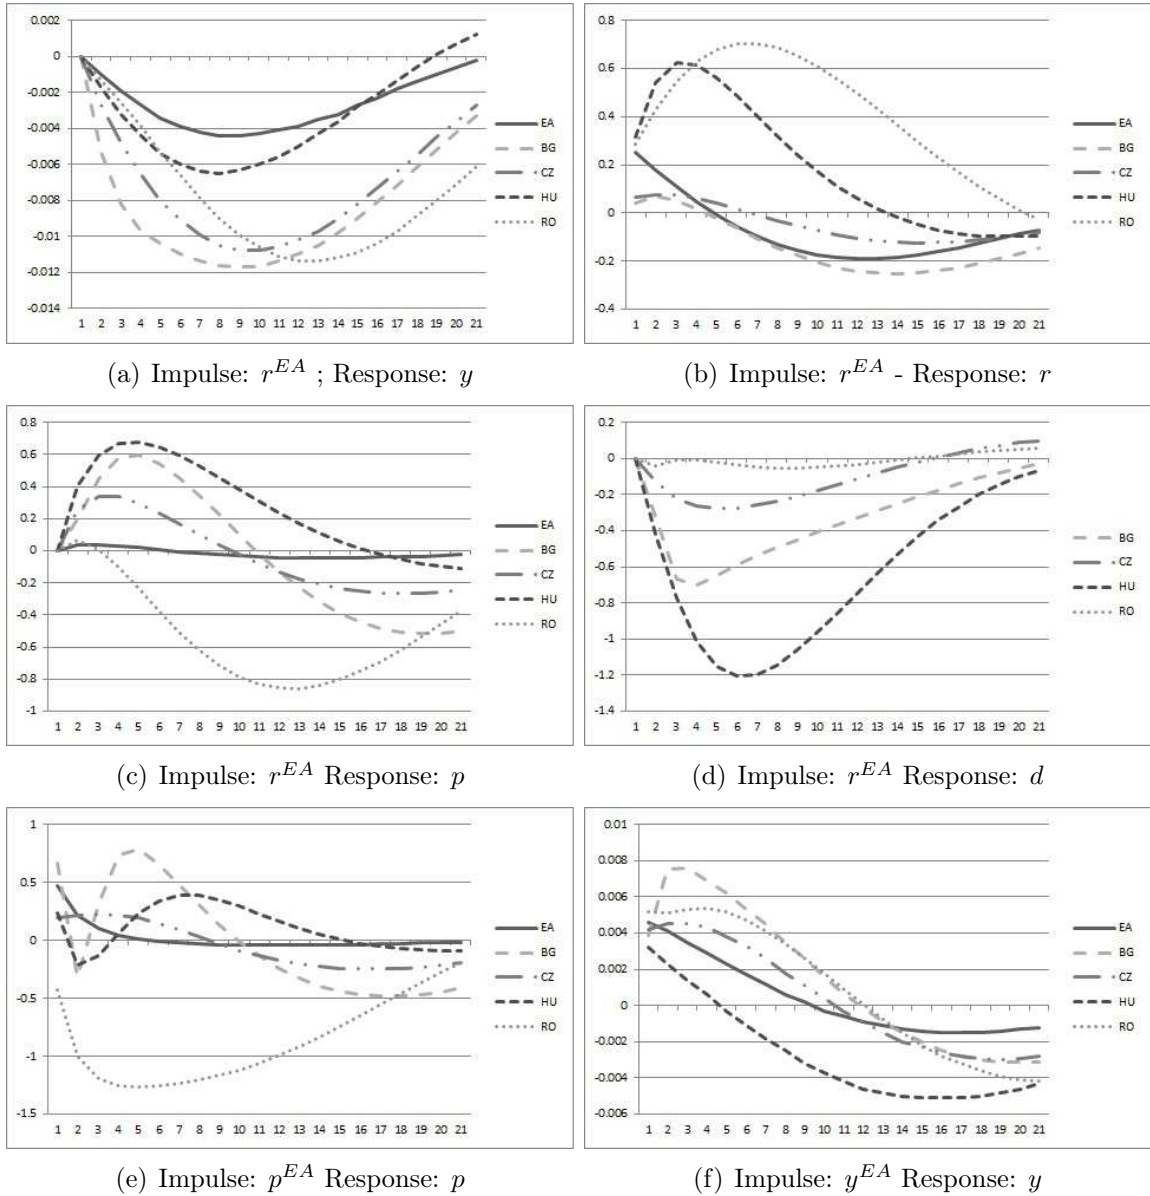 0.002
0
-0.002
-0.004
-0.006
-0.008
-0.01
-0.012
-0.014
1 2 3 4 5 6 7 8 9 10 11 12 13 14 15 16 17 18 19 20 21
EA
BG
CZ
HU
RO
(a) Impulse: r^EA ; Response: y
0.8
0.6
0.4
0.2
0
-0.2
-0.4
1 2 3 4 5 6 7 8 9 10 11 12 13 14 15 16 17 18 19 20 21
EA
BG
CZ
HU
RO
(b) Impulse: r^EA - Response: r
0.8
0.6
0.4
0.2
0
-0.2
-0.4
-0.6
-0.8
-1
1 2 3 4 5 6 7 8 9 10 11 12 13 14 15 16 17 18 19 20 21
EA
BG
CZ
HU
RO
(c) Impulse: r^EA Response: p
0.2
0
-0.2
-0.4
-0.6
-0.8
-1
-1.2
-1.4
1 2 3 4 5 6 7 8 9 10 11 12 13 14 15 16 17 18 19 20 21
BG
CZ
HU
RO
(d) Impulse: r^EA Response: d
1
0.5
0
-0.5
-1
-1.5
1 2 3 4 5 6 7 8 9 10 11 12 13 14 15 16 17 18 19 20 21
EA
BG
CZ
HU
RO
(e) Impulse: p^EA Response: p
0.01
0.008
0.006
0.004
0.002
0
-0.002
-0.004
-0.006
1 2 3 4 5 6 7 8 9 10 11 12 13 14 15 16 17 18 19 20 21
EA
BG
CZ
HU
RO
(f) Impulse: y^EA Response: y